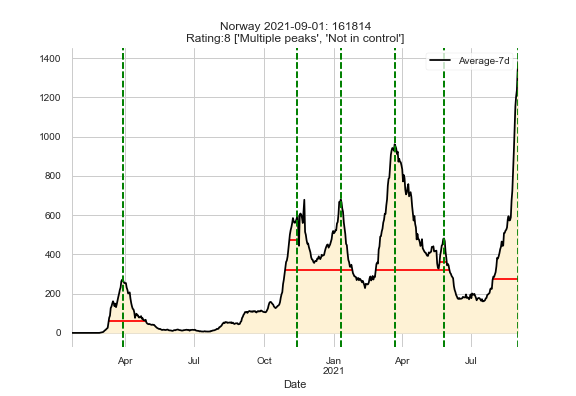 Norway 2021-09-01: 161814
Rating:8 ['Multiple peaks', 'Not in control']
Average-7d
1400
1200
1000
800
600
400
200
0
Apr
Jul
Oct
Jan
2021
Apr
Jul
Date